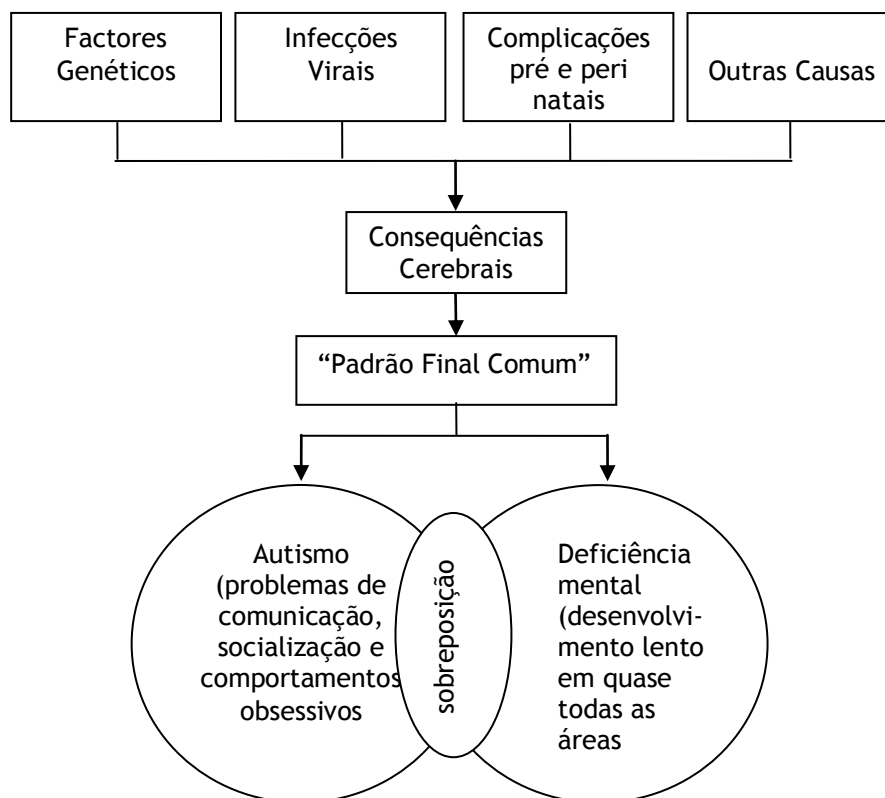 Factores
Genéticos
Infecções
Virais
Complicações
pré e peri
natais
Outras Causas
Consequências
Cerebrais
“Padrão Final Comum”
Autismo
(problemas de
comunicação,
socialização e
comportamentos
obsessivos
sobreposição
Deficiência
mental
(desenvolvi-
mento lento
em quase
todas as
áreas